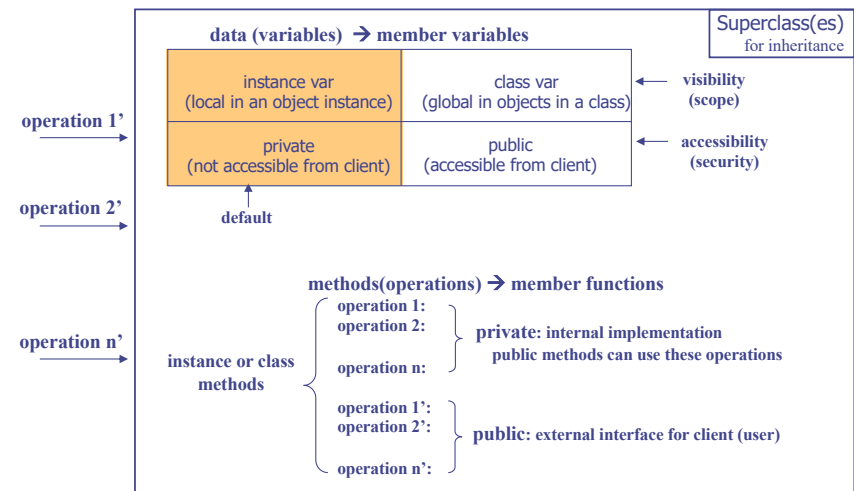 Superclass(es)
for inheritance
data (variables) → member variables
instance var
(local in an object instance)
class var
(global in objects in a class)
visibility
(scope)
private
(not accessible from client)
public
(accessible from client)
accessibility
(security)
default
operation 1’
operation 2’
operation n’
methods(operations) → member functions
instance or class
methods
operation 1:
operation 2:
operation n:
private: internal implementation
public methods can use these operations
operation 1’:
operation 2’:
operation n’:
public: external interface for client (user)